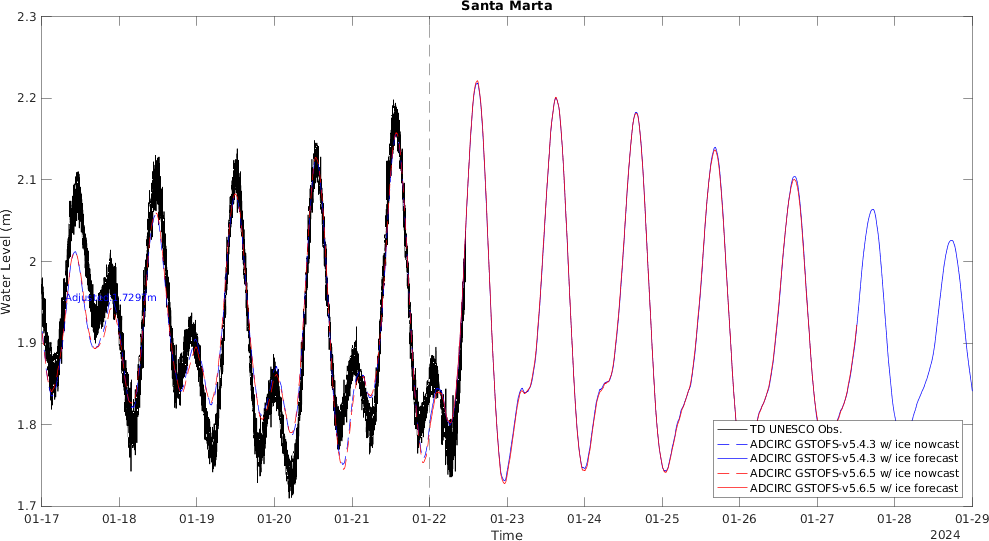 Santa Marta
2.3
2.2
2.1
2
1.9
1.8
1.7
Water Level (m)
TD UNESCO Obs.
ADCIRC GSTOFS-v5.4.3 w/ ice nowcast
ADCIRC GSTOFS-v5.4.3 w/ ice forecast
ADCIRC GSTOFS-v5.6.5 w/ ice nowcast
ADCIRC GSTOFS-v5.6.5 w/ ice forecast
01-17 01-18 01-19 01-20 01-21 01-22 01-23 01-24 01-25 01-26 01-27 01-28 01-29
Time
2024